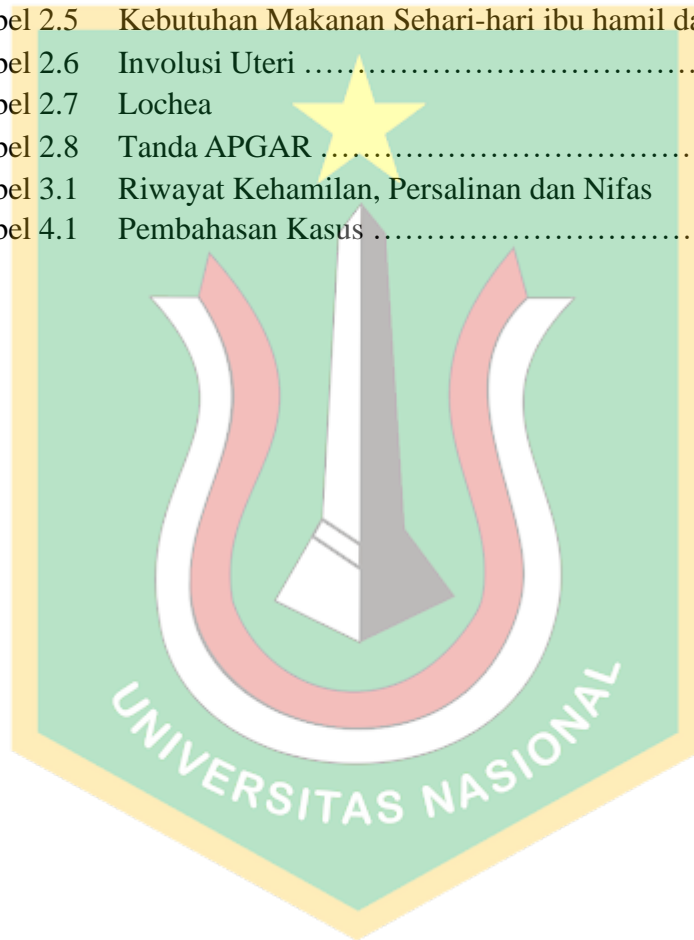 bel 2.5 Kebutuhan Makanan Sehari-hari ibu hamil da
bel 2.6 Involusi Uteri ……………………………………
bel 2.7 Lochea
bel 2.8 Tanda APGAR ……………………………………
bel 3.1 Riwayat Kehamilan, Persalinan dan Nifas
bel 4.1 Pembahasan Kasus ………………………………
UNIVERSITAS NASIONAL